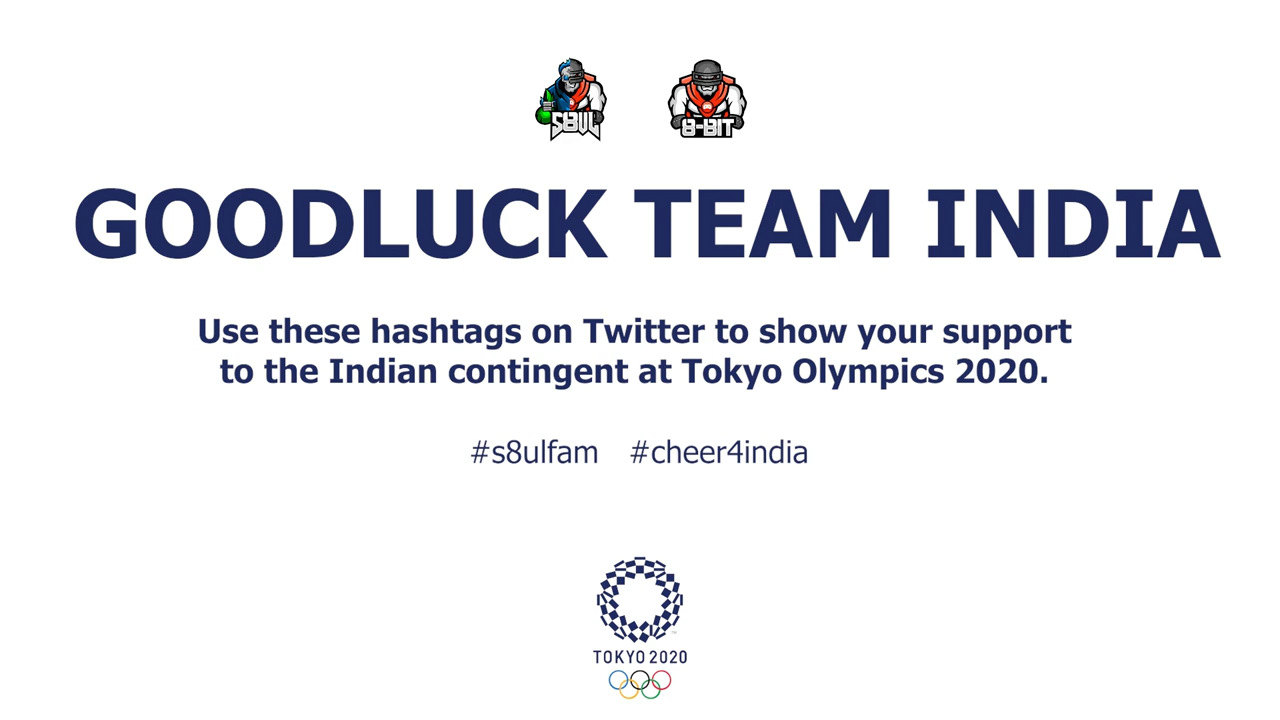 S8UL 8-BIT
GOODLUCK TEAM INDIA
Use these hashtags on Twitter to show your support
to the Indian contingent at Tokyo Olympics 2020.
#s8ulfam #cheer4india
TOKYO 2020